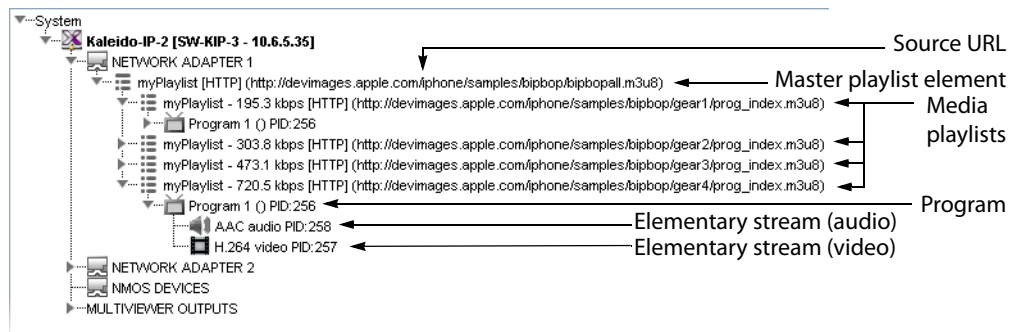 System
Kaleido-IP-2 [SW-KIP-3 - 10.6.5.35]
NETWORK ADAPTER 1
Source URL
myPlaylist [HTTP] (http://devimages.apple.com/iphone/samples/bipbop/bipbopall.m3u8)
Master playlist element
myPlaylist - 195.3 kbps [HTTP] (http://devimages.apple.com/iphone/samples/bipbop/gear1/prog_index.m3u8)
Media
playlists
Program 1 () PID:256
myPlaylist - 303.8 kbps [HTTP] (http://devimages.apple.com/iphone/samples/bipbop/gear2/prog_index.m3u8)
myPlaylist - 473.1 kbps [HTTP] (http://devimages.apple.com/iphone/samples/bipbop/gear3/prog_index.m3u8)
myPlaylist - 720.5 kbps [HTTP] (http://devimages.apple.com/iphone/samples/bipbop/gear4/prog_index.m3u8)
Program 1 () PID:256
Program
AAC audio PID:258
Elementary stream (audio)
H.264 video PID:257
Elementary stream (video)
NETWORK ADAPTER 2
NMOS DEVICES
MULTIVIEWER OUTPUTS